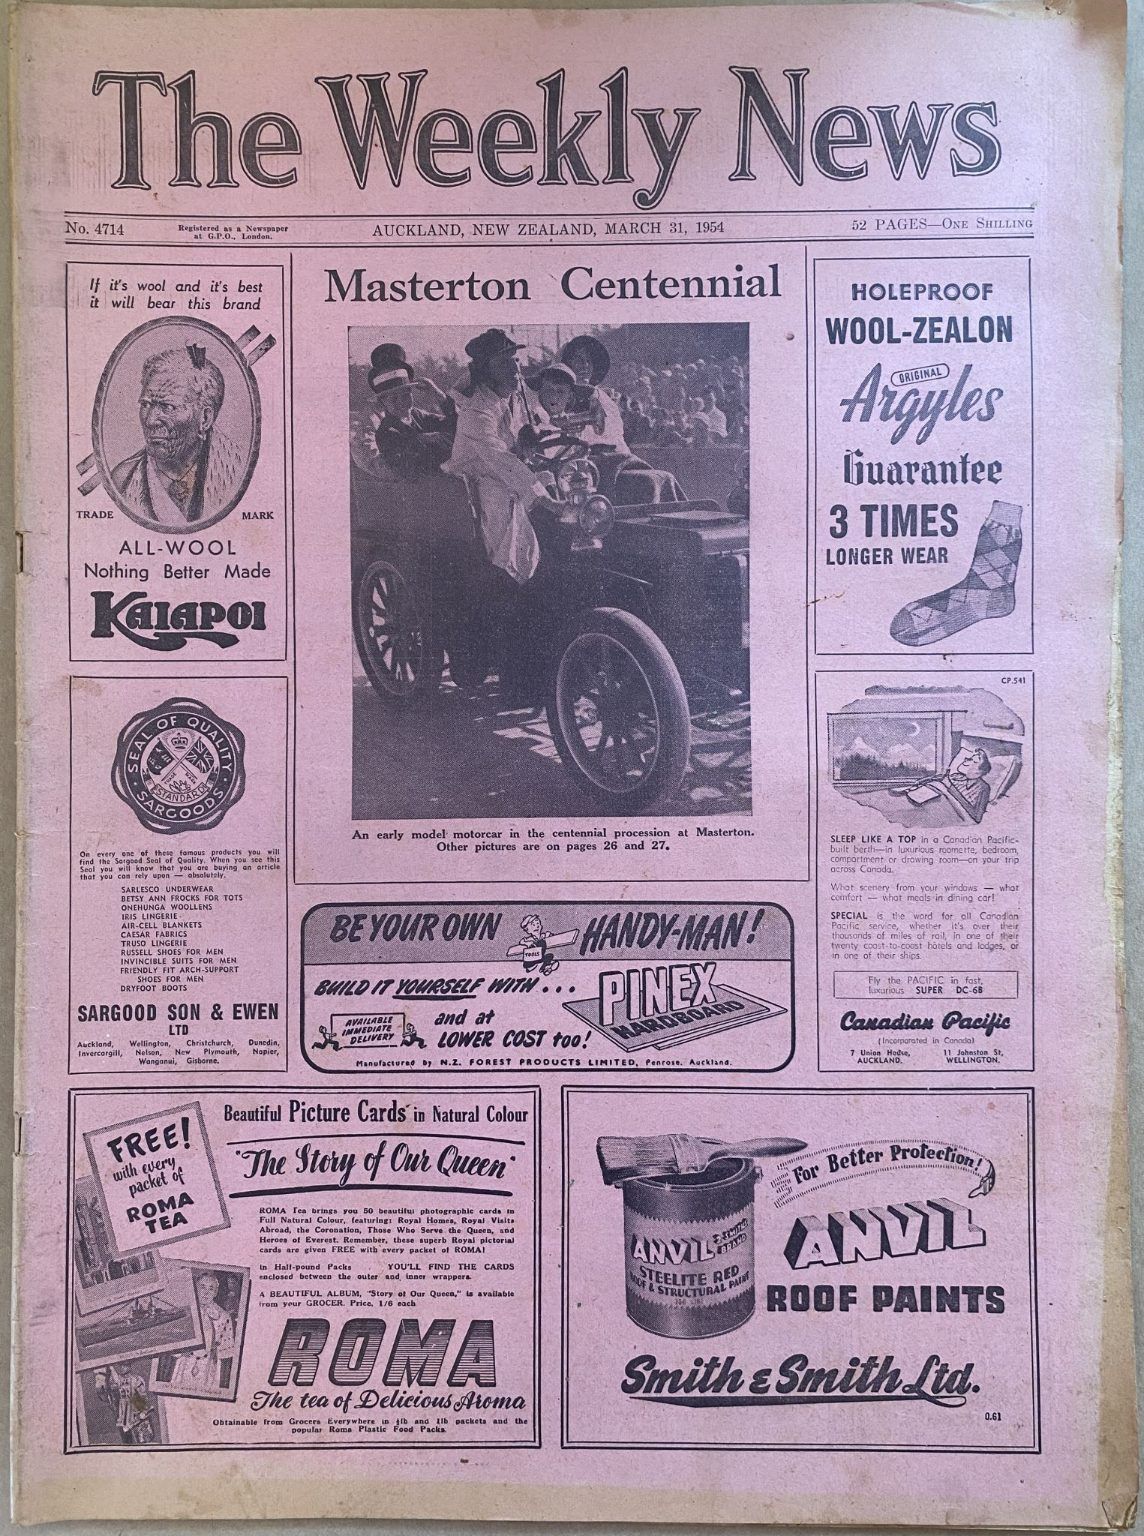 The Weekly News
No. 4714
Registered as a Newspaper
at G.P.O., London.
AUCKLAND, NEW ZEALAND, MARCH 31, 1954
52 PAGES—ONE SHILLING
If it's wool and it's best
it will bear this brand
TRADE MARK
ALL-WOOL
Nothing Better Made
KAIAPOI
SEAL OF QUALITY
STANDARD
SARGOODS
On every one of these famous products you will
find the Sargood Seal of Quality. When you see this
Seal you will know that you are buying an article
that you can rely upon — absolutely.
SARLESCO UNDERWEAR
BETSY ANN FROCKS FOR TOTS
ONEHUNGA WOOLLENS
IRIS LINGERIE
AIR-CELL BLANKETS
CAESAR FABRICS
TRUSO LINGERIE
RUSSELL SHOES FOR MEN
INVINCIBLE SUITS FOR MEN
FRIENDLY FIT ARCH-SUPPORT
SHOES FOR MEN
DRYFOOT BOOTS
SARGOOD SON & EWEN
LTD
Auckland, Wellington, Christchurch, Dunedin,
Invercargill, Nelson, New Plymouth, Napier,
Wanganui, Gisborne.
Masterton Centennial
An early model motorcar in the centennial procession at Masterton.
Other pictures are on pages 26 and 27.
BE YOUR OWN HANDY-MAN!
TOOLS
BUILD IT YOURSELF WITH...
PINEX
HARDBOARD
AVAILABLE
IMMEDIATE
DELIVERY
and at
LOWER COST too!
Manufactured by N.Z. FOREST PRODUCTS LIMITED, Penrose, Auckland.
HOLEPROOF
WOOL-ZEALON
ORIGINAL
Argyles
Guarantee
3 TIMES
LONGER WEAR
CP.541
SLEEP LIKE A TOP in a Canadian Pacific-
built berth—in luxurious roomette, bedroom,
compartment or drawing room—on your trip
across Canada.
What scenery from your windows — what
comfort — what meals in dining car!
SPECIAL is the word for all Canadian
Pacific service, whether it's over their
thousands of miles of rail, in one of their
twenty coast-to-coast hotels and lodges, or
in one of their ships.
Fly the PACIFIC in fast,
luxurious SUPER DC-6B
Canadian Pacific
(Incorporated in Canada)
7 Union House, 11 Johnston St,
AUCKLAND. WELLINGTON.
FREE!
with every
packet of
ROMA
TEA
Beautiful Picture Cards in Natural Colour
"The Story of Our Queen"
ROMA Tea brings you 50 beautiful photographic cards in
Full Natural Colour, featuring: Royal Homes, Royal Visits
Abroad, the Coronation, Those Who Serve the Queen, and
Heroes of Everest. Remember, these superb Royal pictorial
cards are given FREE with every packet of ROMA!
In Half-pound Packs YOU'LL FIND THE CARDS
enclosed between the outer and inner wrappers.
A BEAUTIFUL ALBUM, "Story of Our Queen," is available
from your GROCER. Price, 1/6 each
ROMA
The tea of Delicious Aroma
Obtainable from Grocers Everywhere in ½lb and 1lb packets and the
popular Roma Plastic Food Packs.
For Better Protection!
ANVIL
BRAND
STEELITE RED
ROOF & STRUCTURAL PAINT
ANVIL
ROOF PAINTS
Smith & Smith Ltd.
0.61